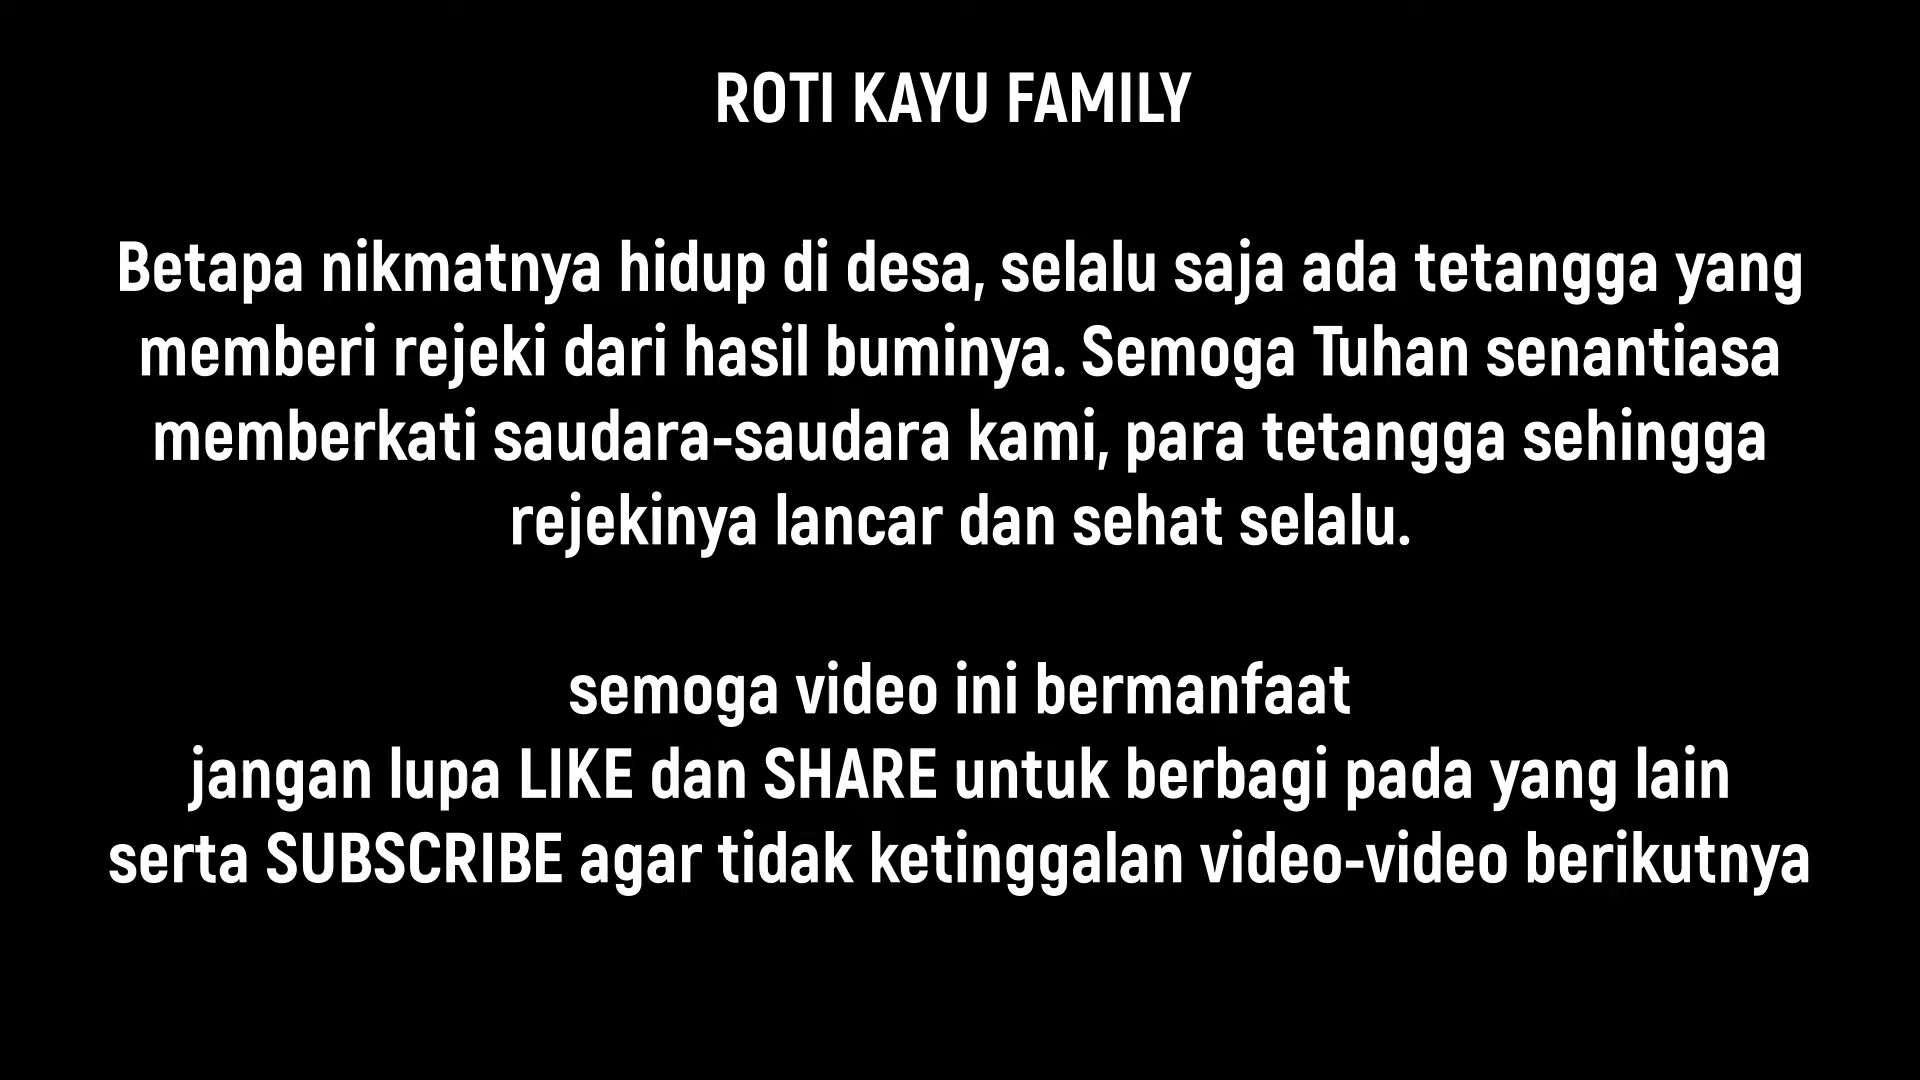 ROTI KAYU FAMILY
Betapa nikmatnya hidup di desa, selalu saja ada tetangga yang
memberi rejeki dari hasil buminya. Semoga Tuhan senantiasa
memberkati saudara-saudara kami, para tetangga sehingga
rejekinya lancar dan sehat selalu.
semoga video ini bermanfaat
jangan lupa LIKE dan SHARE untuk berbagi pada yang lain
serta SUBSCRIBE agar tidak ketinggalan video-video berikutnya